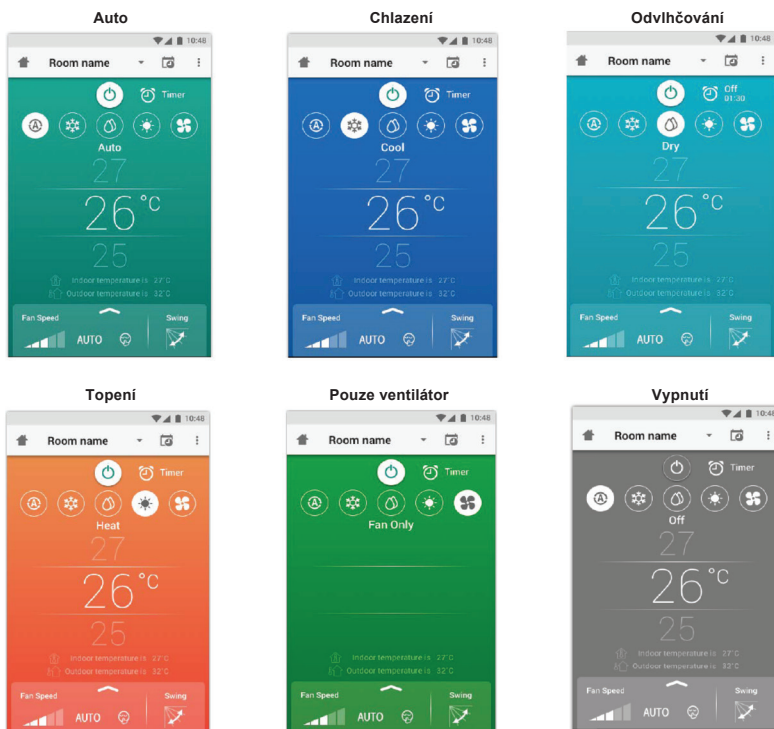 Auto
10:48
Room name
Timer
Auto
27
26°C
25
Indoor temperature is 27°C
Outdoor temperature is 32°C
Fan Speed
Swing
AUTO
Chlazení
10:48
Room name
Timer
Cool
27
26°C
25
Indoor temperature is 27°C
Outdoor temperature is 32°C
Fan Speed
Swing
AUTO
Odvlhčování
10:48
Room name
Off
01:30
Dry
27
26°C
25
Indoor temperature is 27°C
Outdoor temperature is 32°C
Fan Speed
Swing
AUTO
Topení
10:48
Room name
Timer
Heat
27
26°C
25
Indoor temperature is 27°C
Outdoor temperature is 32°C
Fan Speed
Swing
AUTO
Pouze ventilátor
10:48
Room name
Timer
Fan Only
Indoor temperature is 27°C
Outdoor temperature is 32°C
Fan Speed
Swing
AUTO
Vypnutí
10:48
Room name
Timer
Off
27
26°C
25
Indoor temperature is 27°C
Outdoor temperature is 32°C
Fan Speed
Swing
AUTO